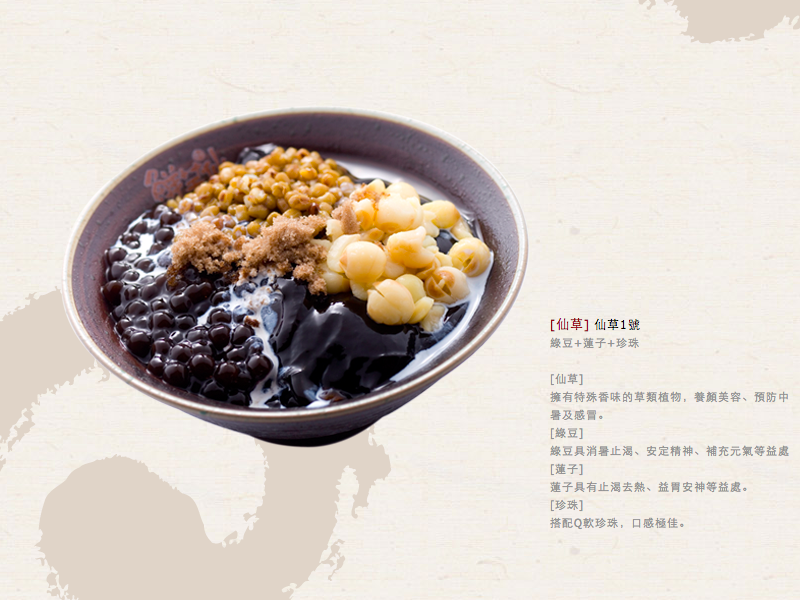 [仙草] 仙草1號
綠豆+蓮子+珍珠
[仙草]
擁有特殊香味的草類植物，養顏美容、預防中
暑及感冒。
[綠豆]
綠豆具消暑止渴、安定精神、補充元氣等益處
[蓮子]
蓮子具有止渴去熱、益胃安神等益處。
[珍珠]
搭配Q軟珍珠，口感極佳。